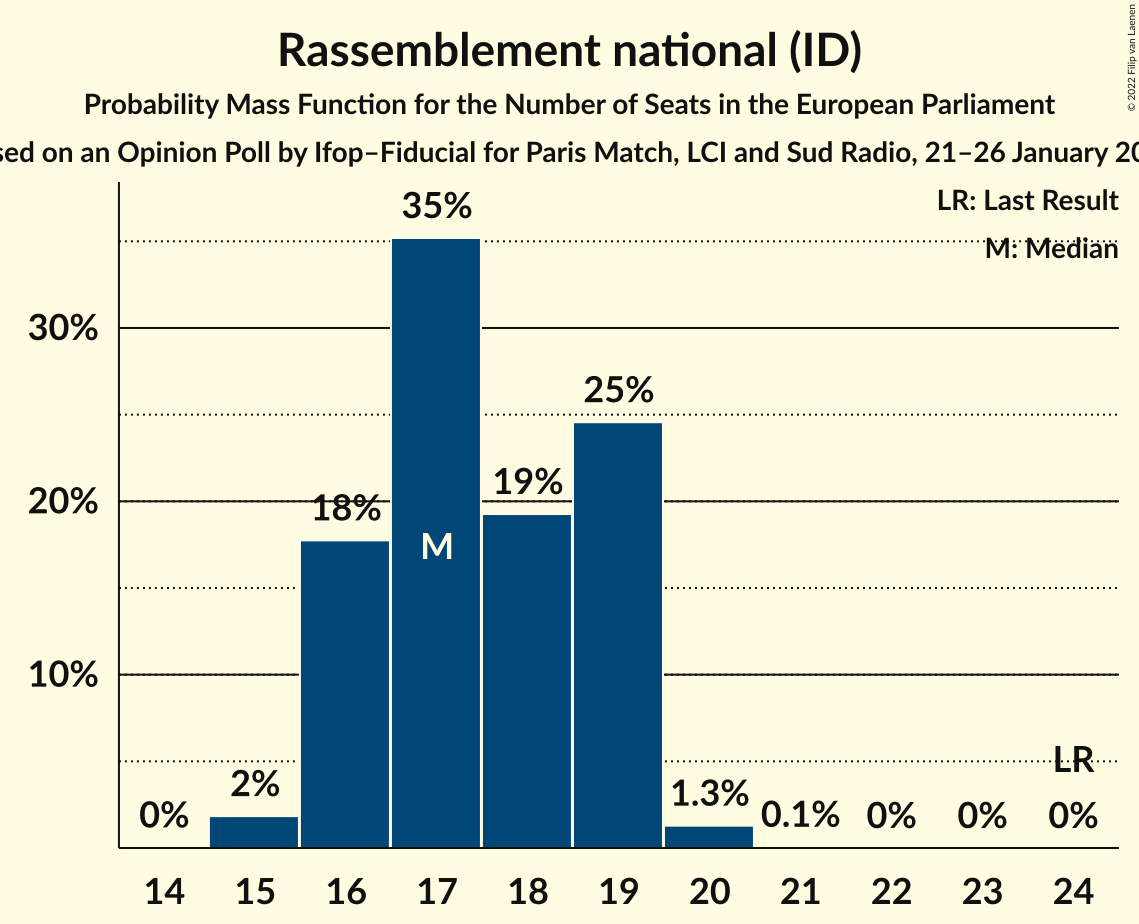 Rassemblement national (ID)
Probability Mass Function for the Number of Seats in the European Parliament
on an Opinion Poll by Ifop–Fiducial for Paris Match, LCI and Sud Radio, 21–26 January
© 2022 Filip van Laenen
LR: Last Result
M: Median
30%
20%
10%
0%
2%
18%
35%
M
19%
25%
1.3%
0.1%
0%
0%
LR
0%
14 15 16 17 18 19 20 21 22 23 24